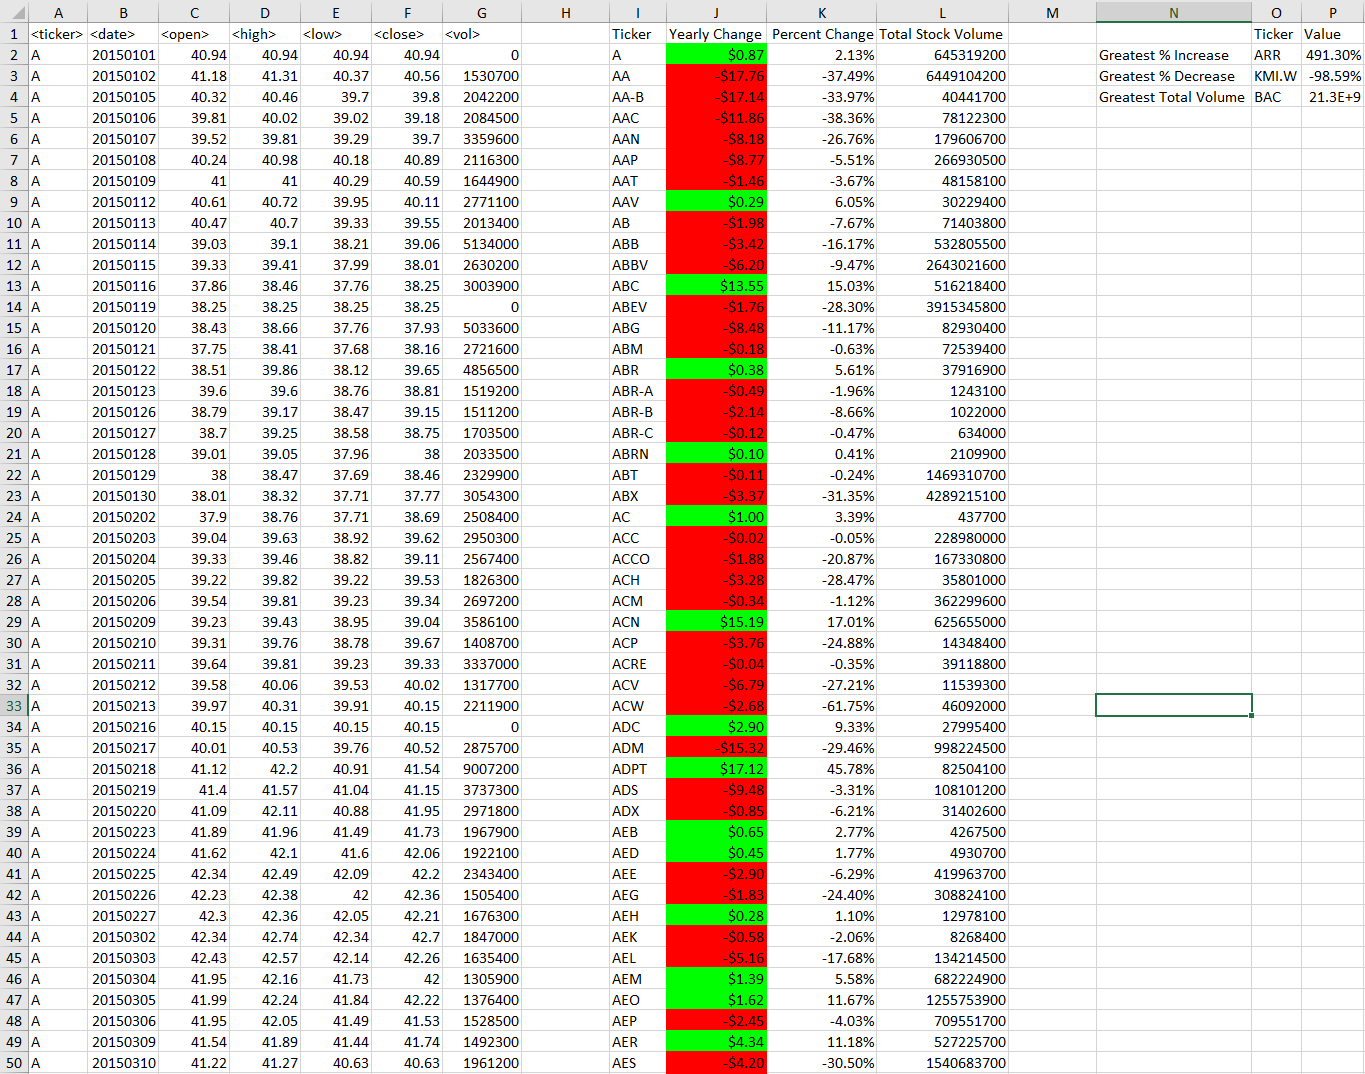 A B C D E F G H I J K L M N O P
1 <ticker> <date> <open> <high> <low> <close> <vol> Ticker Yearly Change Percent Change Total Stock Volume Ticker Value
2 A 20150101 40.94 40.94 40.94 40.94 0 A $0.87 2.13% 645319200 Greatest % Increase ARR 491.30%
3 A 20150102 41.18 41.31 40.37 40.56 1530700 AA -$17.76 -37.49% 6449104200 Greatest % Decrease KMI.W -98.59%
4 A 20150105 40.32 40.46 39.7 39.8 2042200 AA-B -$17.14 -33.97% 40441700 Greatest Total Volume BAC 21.3E+9
5 A 20150106 39.81 40.02 39.02 39.18 2084500 AAC -$11.86 -38.36% 78122300
6 A 20150107 39.52 39.81 39.29 39.7 3359600 AAN -$8.18 -26.76% 179606700
7 A 20150108 40.24 40.98 40.18 40.89 2116300 AAP -$8.77 -5.51% 266930500
8 A 20150109 41 41 40.29 40.59 1644900 AAT -$1.46 -3.67% 48158100
9 A 20150112 40.61 40.72 39.95 40.11 2771100 AAV $0.29 6.05% 30229400
10 A 20150113 40.47 40.7 39.33 39.55 2013400 AB -$1.98 -7.67% 71403800
11 A 20150114 39.03 39.1 38.21 39.06 5134000 ABB -$3.42 -16.17% 532805500
12 A 20150115 39.33 39.41 37.99 38.01 2630200 ABBV -$6.20 -9.47% 2643021600
13 A 20150116 37.86 38.46 37.76 38.25 3003900 ABC $13.55 15.03% 516218400
14 A 20150119 38.25 38.25 38.25 38.25 0 ABEV -$1.76 -28.30% 3915345800
15 A 20150120 38.43 38.66 37.76 37.93 5033600 ABG -$8.48 -11.17% 82930400
16 A 20150121 37.75 38.41 37.68 38.16 2721600 ABM -$0.18 -0.63% 72539400
17 A 20150122 38.51 39.86 38.12 39.65 4856500 ABR $0.38 5.61% 37916900
18 A 20150123 39.6 39.6 38.76 38.81 1519200 ABR-A -$0.49 -1.96% 1243100
19 A 20150126 38.79 39.17 38.47 39.15 1511200 ABR-B -$2.14 -8.66% 1022000
20 A 20150127 38.7 39.25 38.58 38.75 1703500 ABR-C -$0.12 -0.47% 634000
21 A 20150128 39.01 39.05 37.96 38 2033500 ABRN $0.10 0.41% 2109900
22 A 20150129 38 38.47 37.69 38.46 2329900 ABT -$0.11 -0.24% 1469310700
23 A 20150130 38.01 38.32 37.71 37.77 3054300 ABX -$3.37 -31.35% 4289215100
24 A 20150202 37.9 38.76 37.71 38.69 2508400 AC $1.00 3.39% 437700
25 A 20150203 39.04 39.63 38.92 39.62 2950300 ACC -$0.02 -0.05% 228980000
26 A 20150204 39.33 39.46 38.82 39.11 2567400 ACCO -$1.88 -20.87% 167330800
27 A 20150205 39.22 39.82 39.22 39.53 1826300 ACH -$3.28 -28.47% 35801000
28 A 20150206 39.54 39.81 39.23 39.34 2697200 ACM -$0.34 -1.12% 362299600
29 A 20150209 39.23 39.43 38.95 39.04 3586100 ACN $15.19 17.01% 625655000
30 A 20150210 39.31 39.76 38.78 39.67 1408700 ACP -$3.76 -24.88% 14348400
31 A 20150211 39.64 39.81 39.23 39.33 3337000 ACRE -$0.04 -0.35% 39118800
32 A 20150212 39.58 40.06 39.53 40.02 1317700 ACV -$6.79 -27.21% 11539300
33 A 20150213 39.97 40.31 39.91 40.15 2211900 ACW -$2.68 -61.75% 46092000
34 A 20150216 40.15 40.15 40.15 40.15 0 ADC $2.90 9.33% 27995400
35 A 20150217 40.01 40.53 39.76 40.52 2875700 ADM -$15.32 -29.46% 998224500
36 A 20150218 41.12 42.2 40.91 41.54 9007200 ADPT $17.12 45.78% 82504100
37 A 20150219 41.4 41.57 41.04 41.15 3737300 ADS -$9.48 -3.31% 108101200
38 A 20150220 41.09 42.11 40.88 41.95 2971800 ADX -$0.85 -6.21% 31402600
39 A 20150223 41.89 41.96 41.49 41.73 1967900 AEB $0.65 2.77% 4267500
40 A 20150224 41.62 42.1 41.6 42.06 1922100 AED $0.45 1.77% 4930700
41 A 20150225 42.34 42.49 42.09 42.2 2343400 AEE -$2.90 -6.29% 419963700
42 A 20150226 42.23 42.38 42 42.36 1505400 AEG -$1.83 -24.40% 308824100
43 A 20150227 42.3 42.36 42.05 42.21 1676300 AEH $0.28 1.10% 12978100
44 A 20150302 42.34 42.74 42.34 42.7 1847000 AEK -$0.58 -2.06% 8268400
45 A 20150303 42.43 42.57 42.14 42.26 1635400 AEL -$5.16 -17.68% 134214500
46 A 20150304 41.95 42.16 41.73 42 1305900 AEM $1.39 5.58% 682224900
47 A 20150305 41.99 42.24 41.84 42.22 1376400 AEO $1.62 11.67% 1255753900
48 A 20150306 41.95 42.05 41.49 41.53 1528500 AEP -$2.45 -4.03% 709551700
49 A 20150309 41.54 41.89 41.44 41.74 1492300 AER $4.34 11.18% 527225700
50 A 20150310 41.22 41.27 40.63 40.63 1961200 AES -$4.20 -30.50% 1540683700